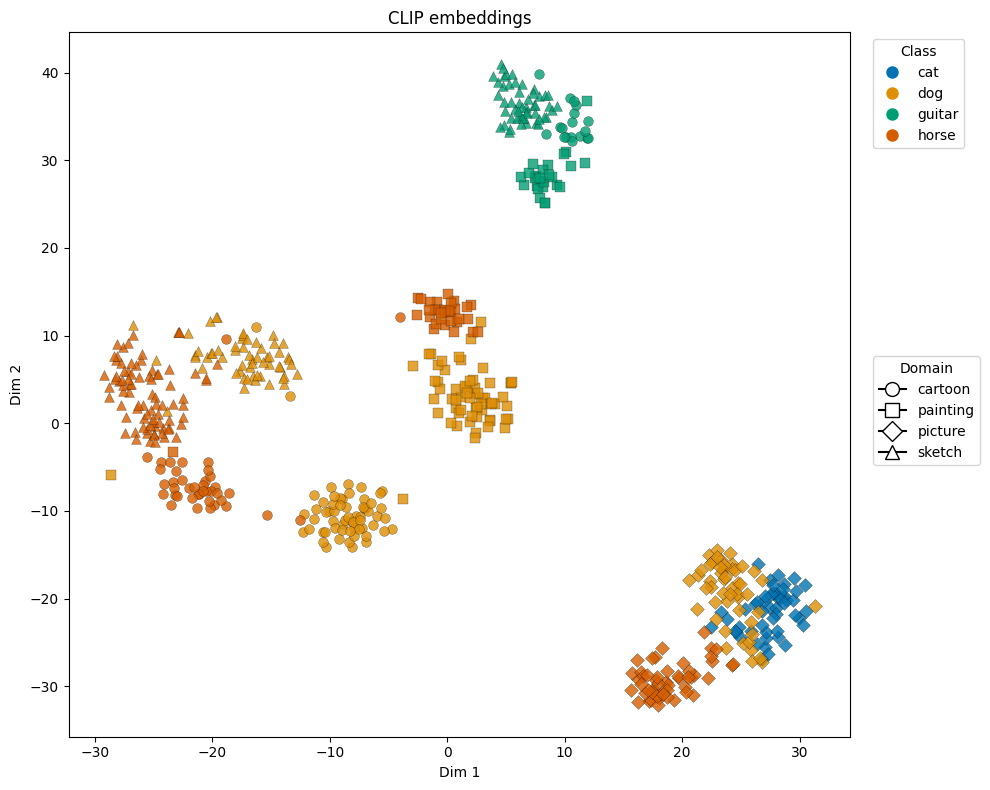 CLIP embeddings
Dim 2
40
30
20
10
0
−10
−20
−30
−30
−20
−10
0
10
20
30
Dim 1
Class
cat
dog
guitar
horse
Domain
cartoon
painting
picture
sketch